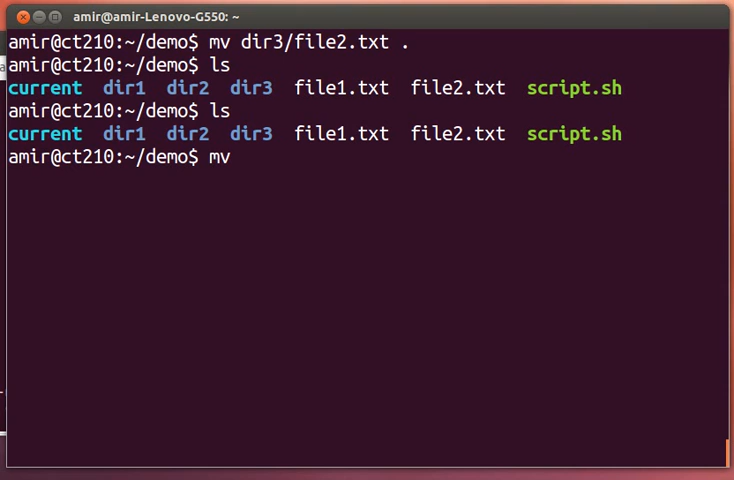 amir@amir-Lenovo-G550: ~
amir@ct210:~/demo$ mv dir3/file2.txt .
amir@ct210:~/demo$ ls
current  dir1  dir2  dir3  file1.txt  file2.txt  script.sh
amir@ct210:~/demo$ ls
current  dir1  dir2  dir3  file1.txt  file2.txt  script.sh
amir@ct210:~/demo$ mv